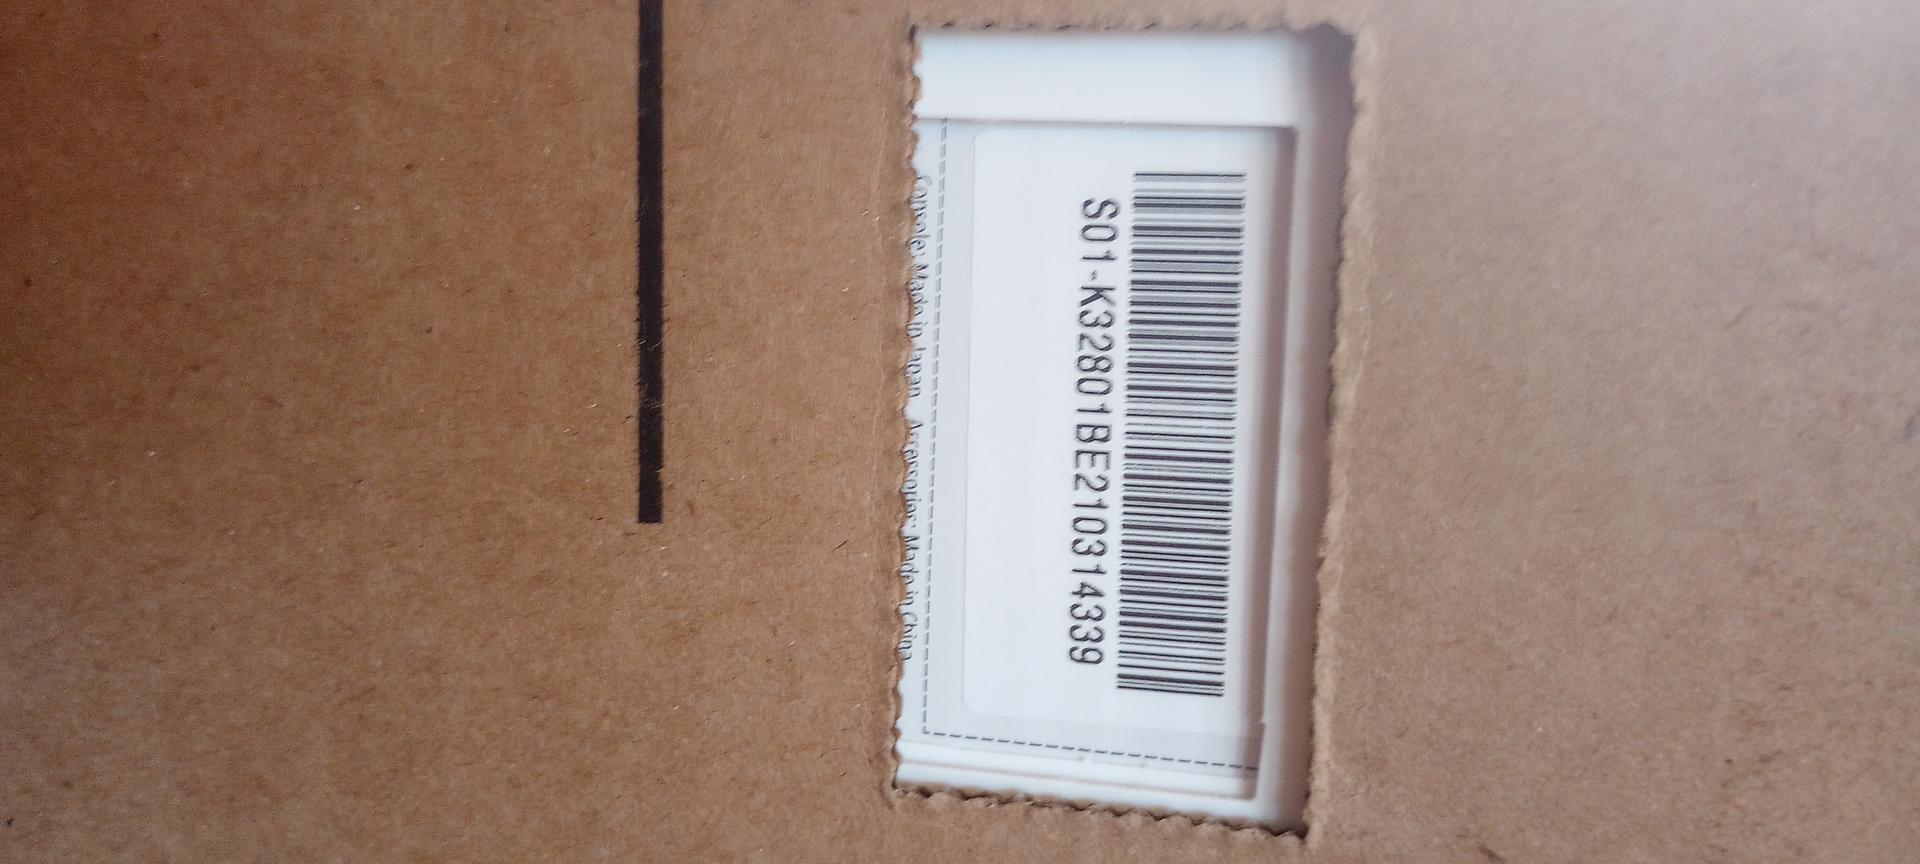 S01-K32801BE210314339
Console: Made in Japan Accessories: Made in China